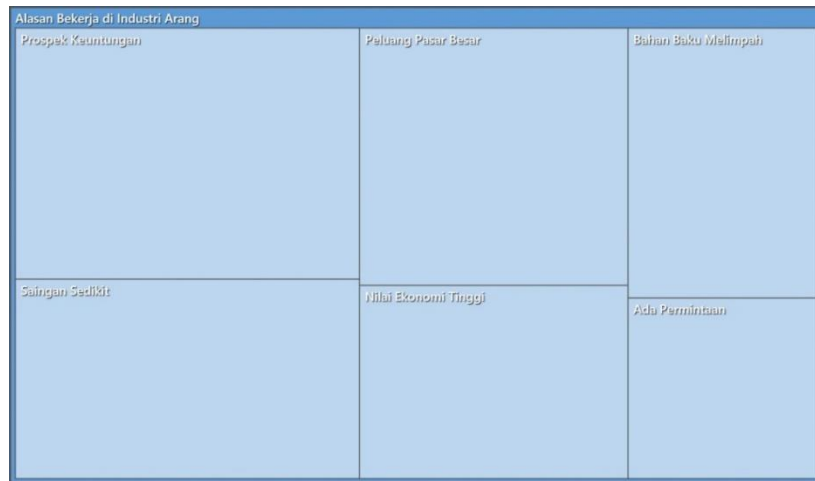 Alasan Bekerja di Industri Arang
Prospek Keuntungan
Peluang Pasar Besar
Bahan Baku Melimpah
Saingan Sedikit
Nilai Ekonomi Tinggi
Ada Permintaan